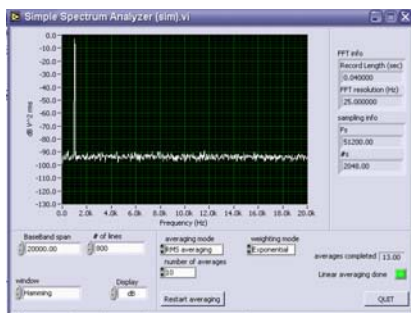 Simple Spectrum Analyzer (sim).vi
0.0
-10.0
-20.0
-30.0
-40.0
-50.0
-60.0
-70.0
-80.0
-90.0
-100.0
-110.0
-120.0
-130.0
dB V^2 rms
0.0 2.0k 4.0k 6.0k 8.0k 10.0k 12.0k 14.0k 16.0k 18.0k 20.0k
Frequency (Hz)
FFT info
Record Length (sec)
0.040000
FFT resolution (Hz)
25.000000
sampling info
Fs
51200.00
#s
2048.00
BaseBand span
20000.00
# of lines
800
window
Hamming
Display
dB
averaging mode
RMS averaging
weighting mode
Exponential
number of averages
10
averages completed 13.00
Linear averaging done
Restart averaging
QUIT